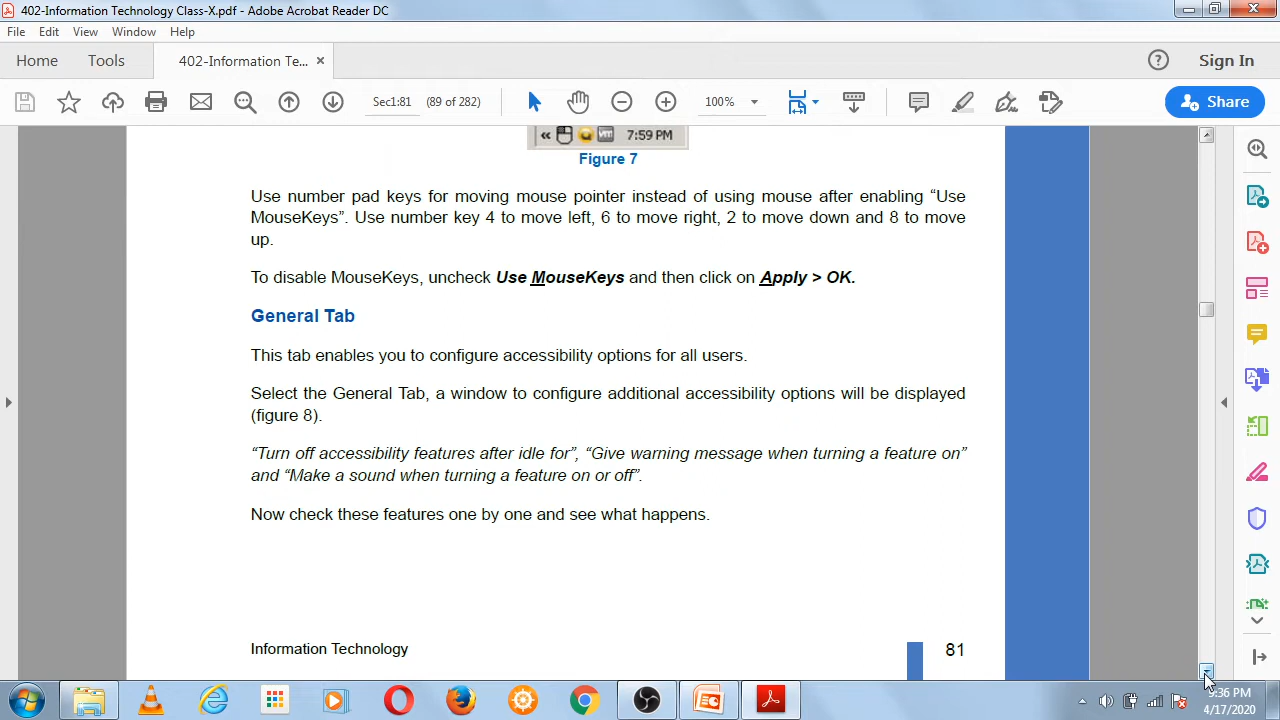 402-Information Technology Class-X.pdf - Adobe Acrobat Reader DC
File Edit View Window Help
Home Tools 402-Information Te... × ? Sign In
Sec1:81 (89 of 282) 100% Share
« 7:59 PM
Figure 7
Use number pad keys for moving mouse pointer instead of using mouse after enabling “Use
MouseKeys”. Use number key 4 to move left, 6 to move right, 2 to move down and 8 to move
up.
To disable MouseKeys, uncheck Use MouseKeys and then click on Apply > OK.
General Tab
This tab enables you to configure accessibility options for all users.
Select the General Tab, a window to configure additional accessibility options will be displayed
(figure 8).
“Turn off accessibility features after idle for”, “Give warning message when turning a feature on”
and “Make a sound when turning a feature on or off”.
Now check these features one by one and see what happens.
Information Technology 81
:36 PM
4/17/2020